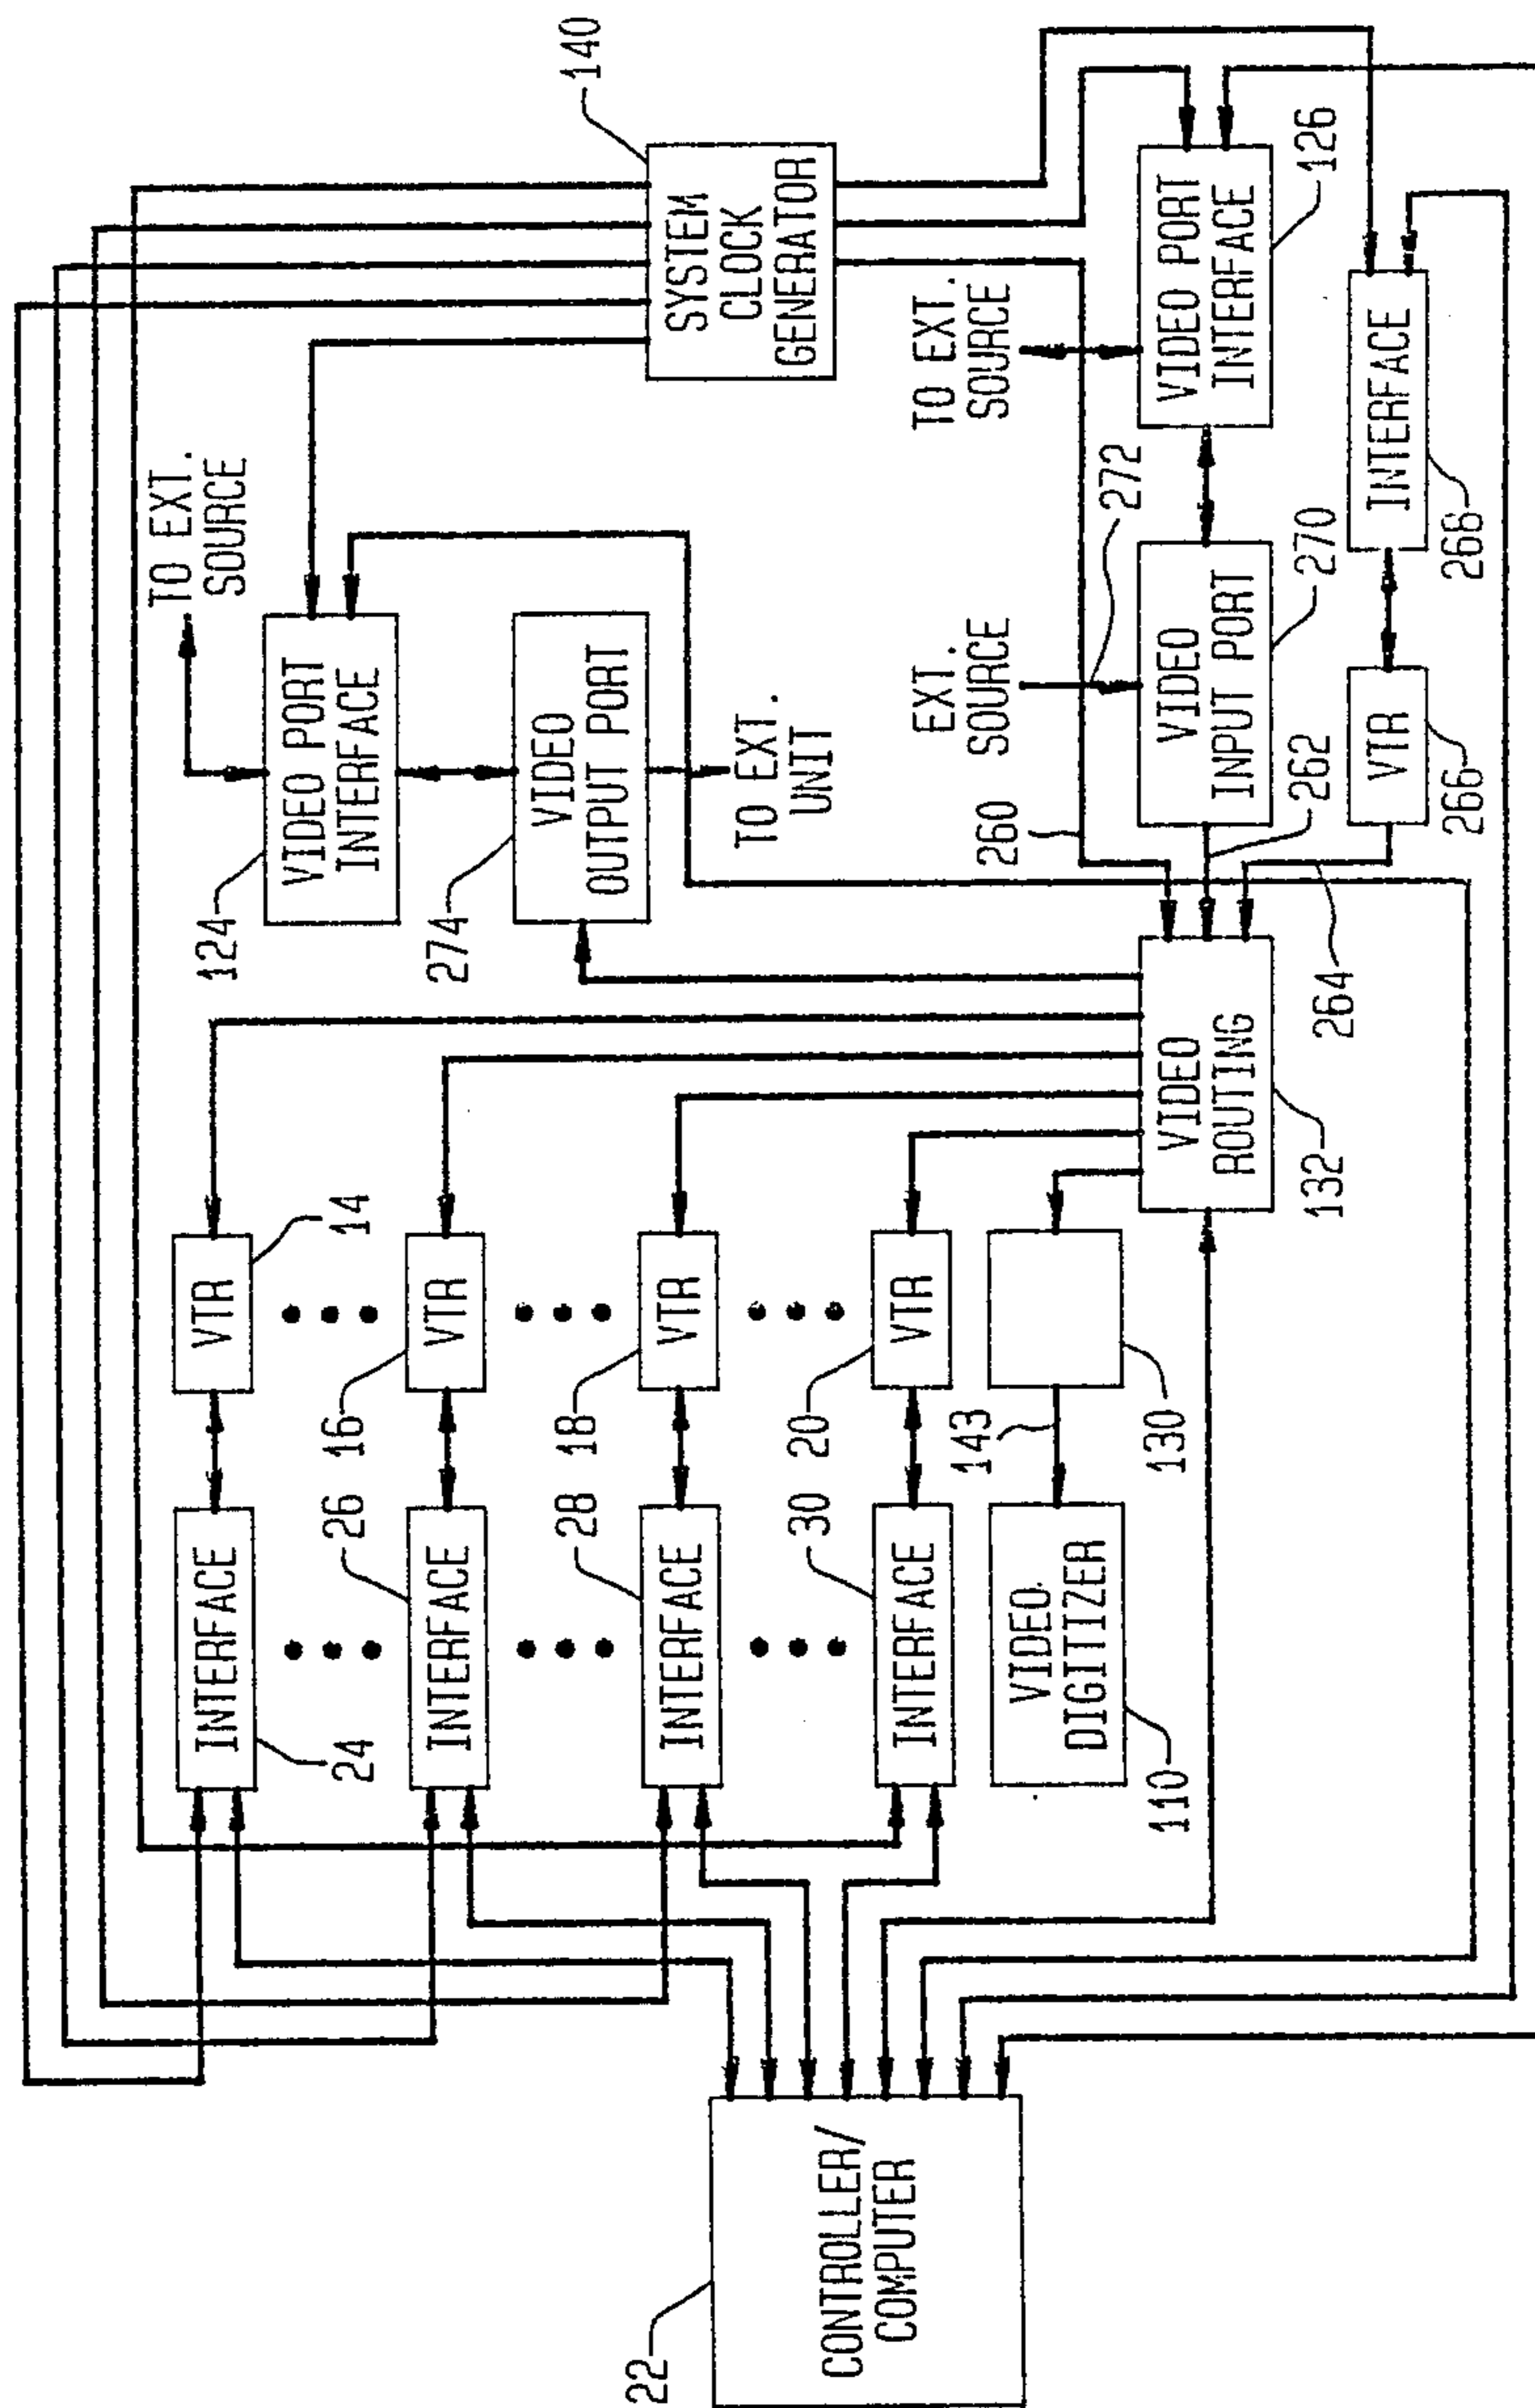 140
SYSTEM
CLOCK
GENERATOR
TO EXT.
SOURCE
VIDEO PORT
INTERFACE
124
VIDEO
OUTPUT PORT
274
TO EXT.
UNIT
TO EXT.
SOURCE
VIDEO PORT
INTERFACE
126
EXT.
SOURCE
272
VIDEO
INPUT PORT
270
260
262
264
INTERFACE
268
VTR
266
VIDEO
ROUTING
132
VTR
14
VTR
16
VTR
18
VTR
20
130
143
INTERFACE
24
INTERFACE
26
INTERFACE
28
INTERFACE
30
VIDEO
DIGITIZER
110
CONTROLLER/
COMPUTER
22